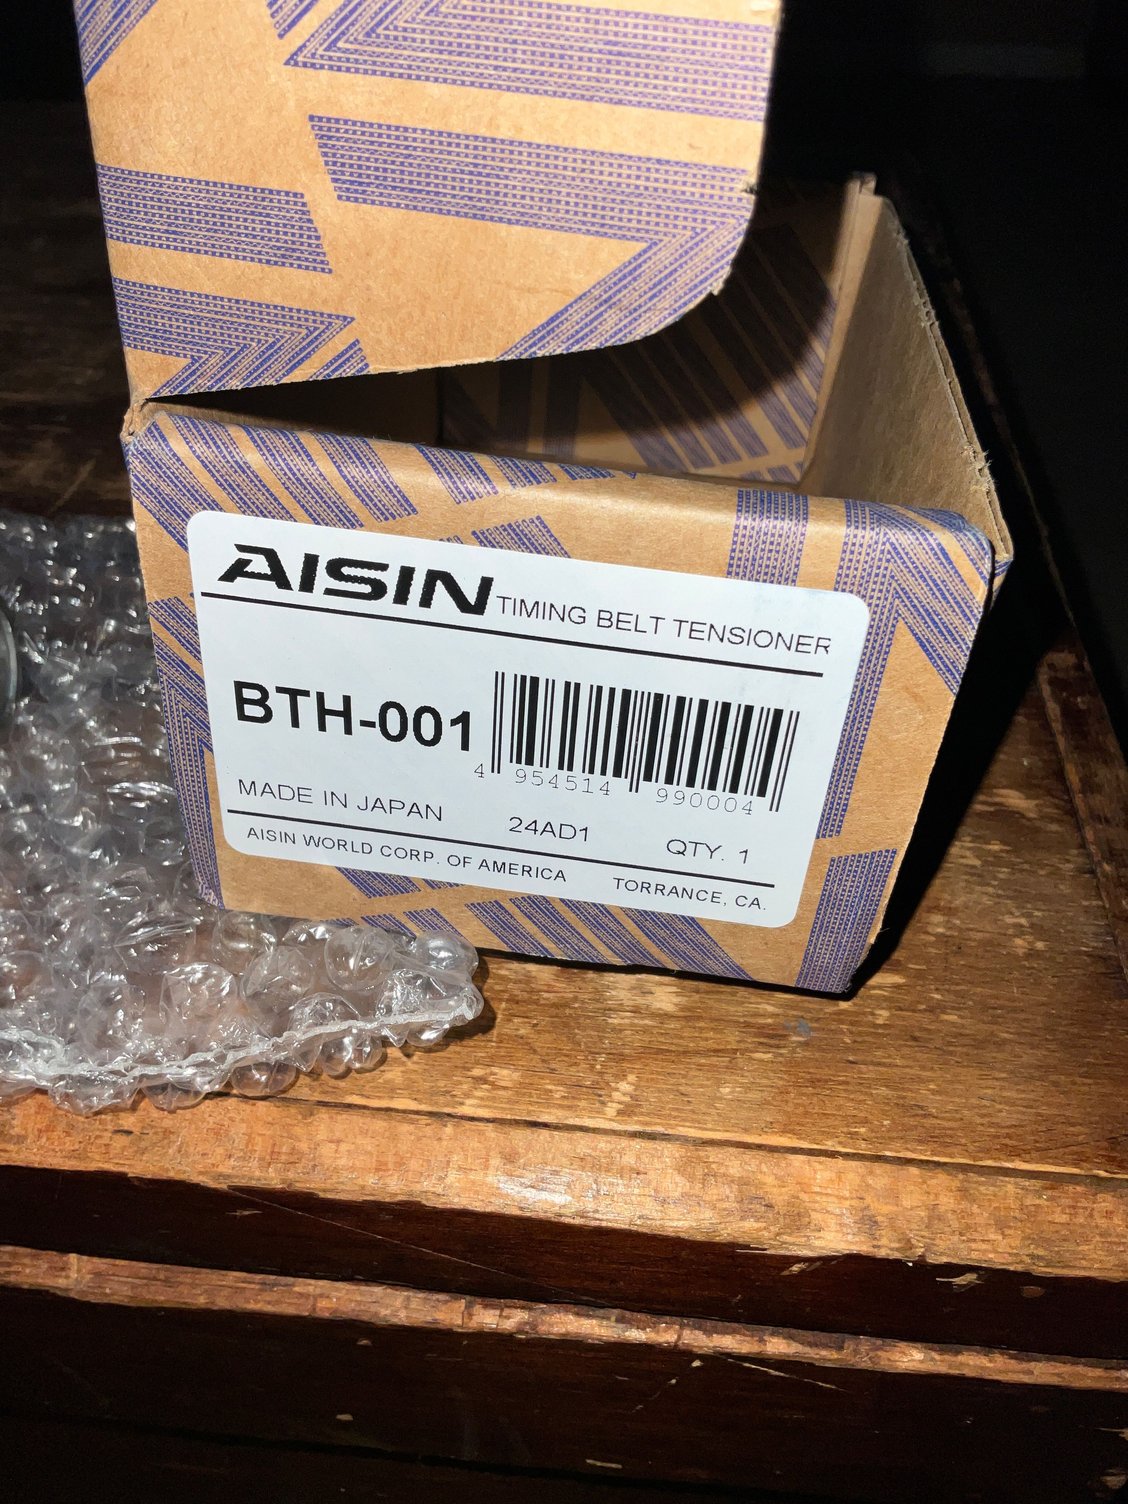 AISIN TIMING BELT TENSIONER
BTH-001
4 954514 990004
MADE IN JAPAN 24AD1 QTY. 1
AISIN WORLD CORP. OF AMERICA TORRANCE, CA.